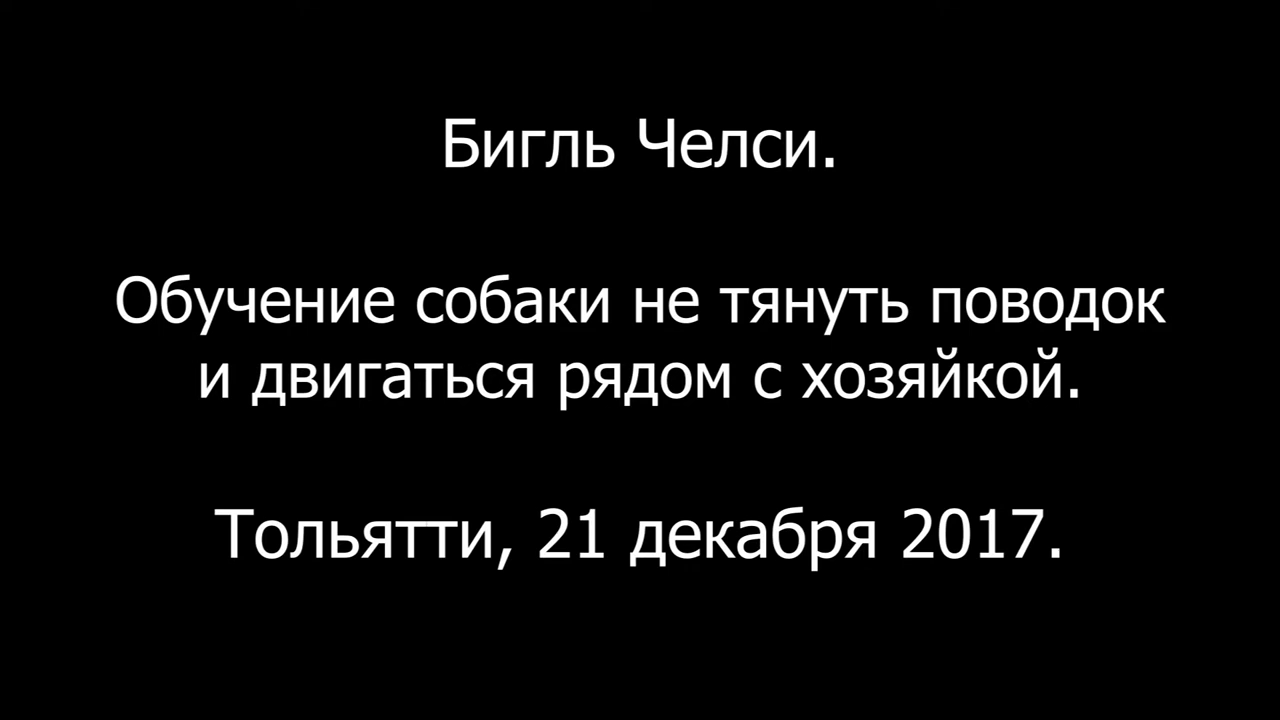 Бигль Челси.
Обучение собаки не тянуть поводок
и двигаться рядом с хозяйкой.
Тольятти, 21 декабря 2017.